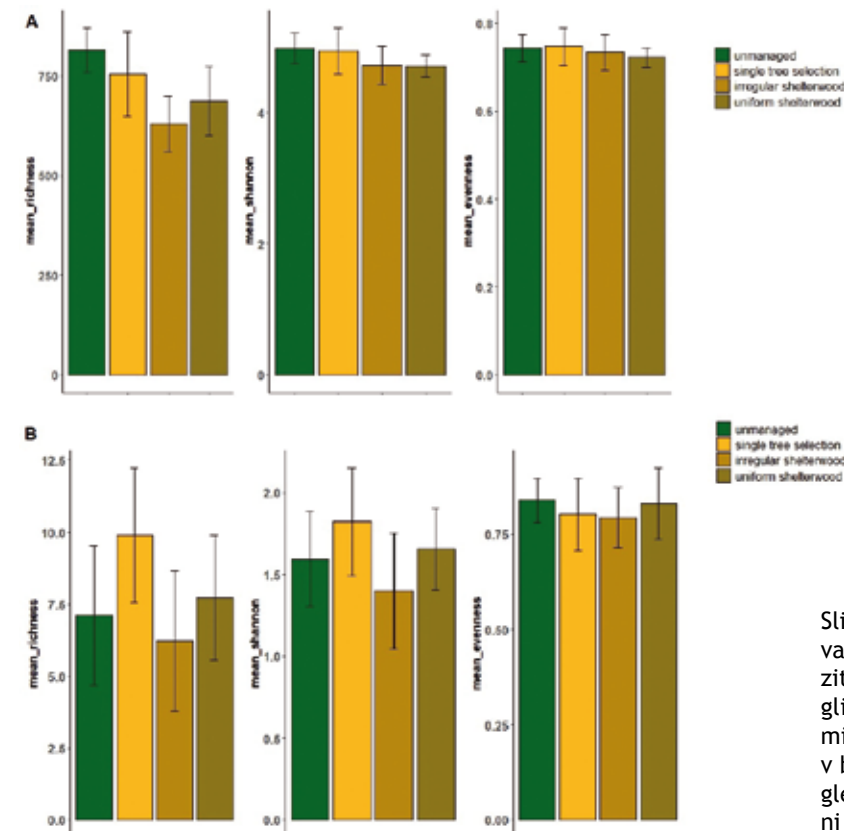 A
unmanaged
single tree selection
irregular shelterwood
uniform shelterwood
mean_richness
750
500
250
0
mean_shannon
4
2
0
mean_evenness
0.8
0.6
0.4
0.2
0.0
B
unmanaged
single tree selection
irregular shelterwood
uniform shelterwood
mean_richness
12.5
10.0
7.5
5.0
2.5
0.0
mean_shannon
2.0
1.5
1.0
0.5
0.0
mean_evenness
0.75
0.50
0.25
0.00
Sli
va
zit
gli
mi
v b
gle
ni